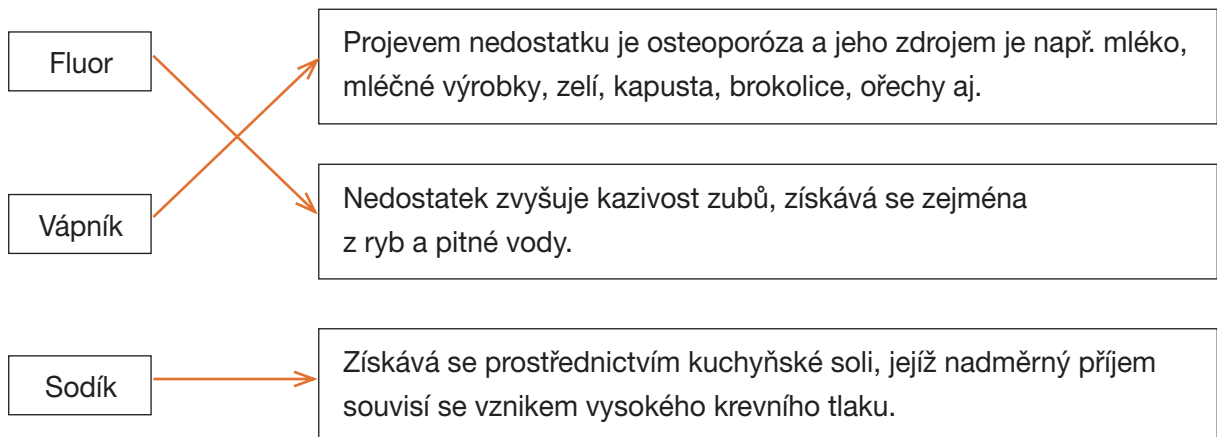 Fluor
Projevem nedostatku je osteoporóza a jeho zdrojem je např. mléko,
mléčné výrobky, zelí, kapusta, brokolice, ořechy aj.
Vápník
Nedostatek zvyšuje kazivost zubů, získává se zejména
z ryb a pitné vody.
Sodík
Získává se prostřednictvím kuchyňské soli, jejíž nadměrný příjem
souvisí se vznikem vysokého krevního tlaku.